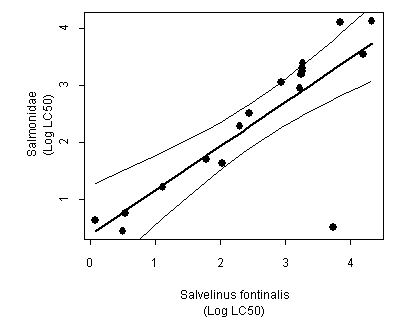 Salmonidae
(Log LC50)
4
3
2
1
0 1 2 3 4
Salvelinus fontinalis
(Log LC50)